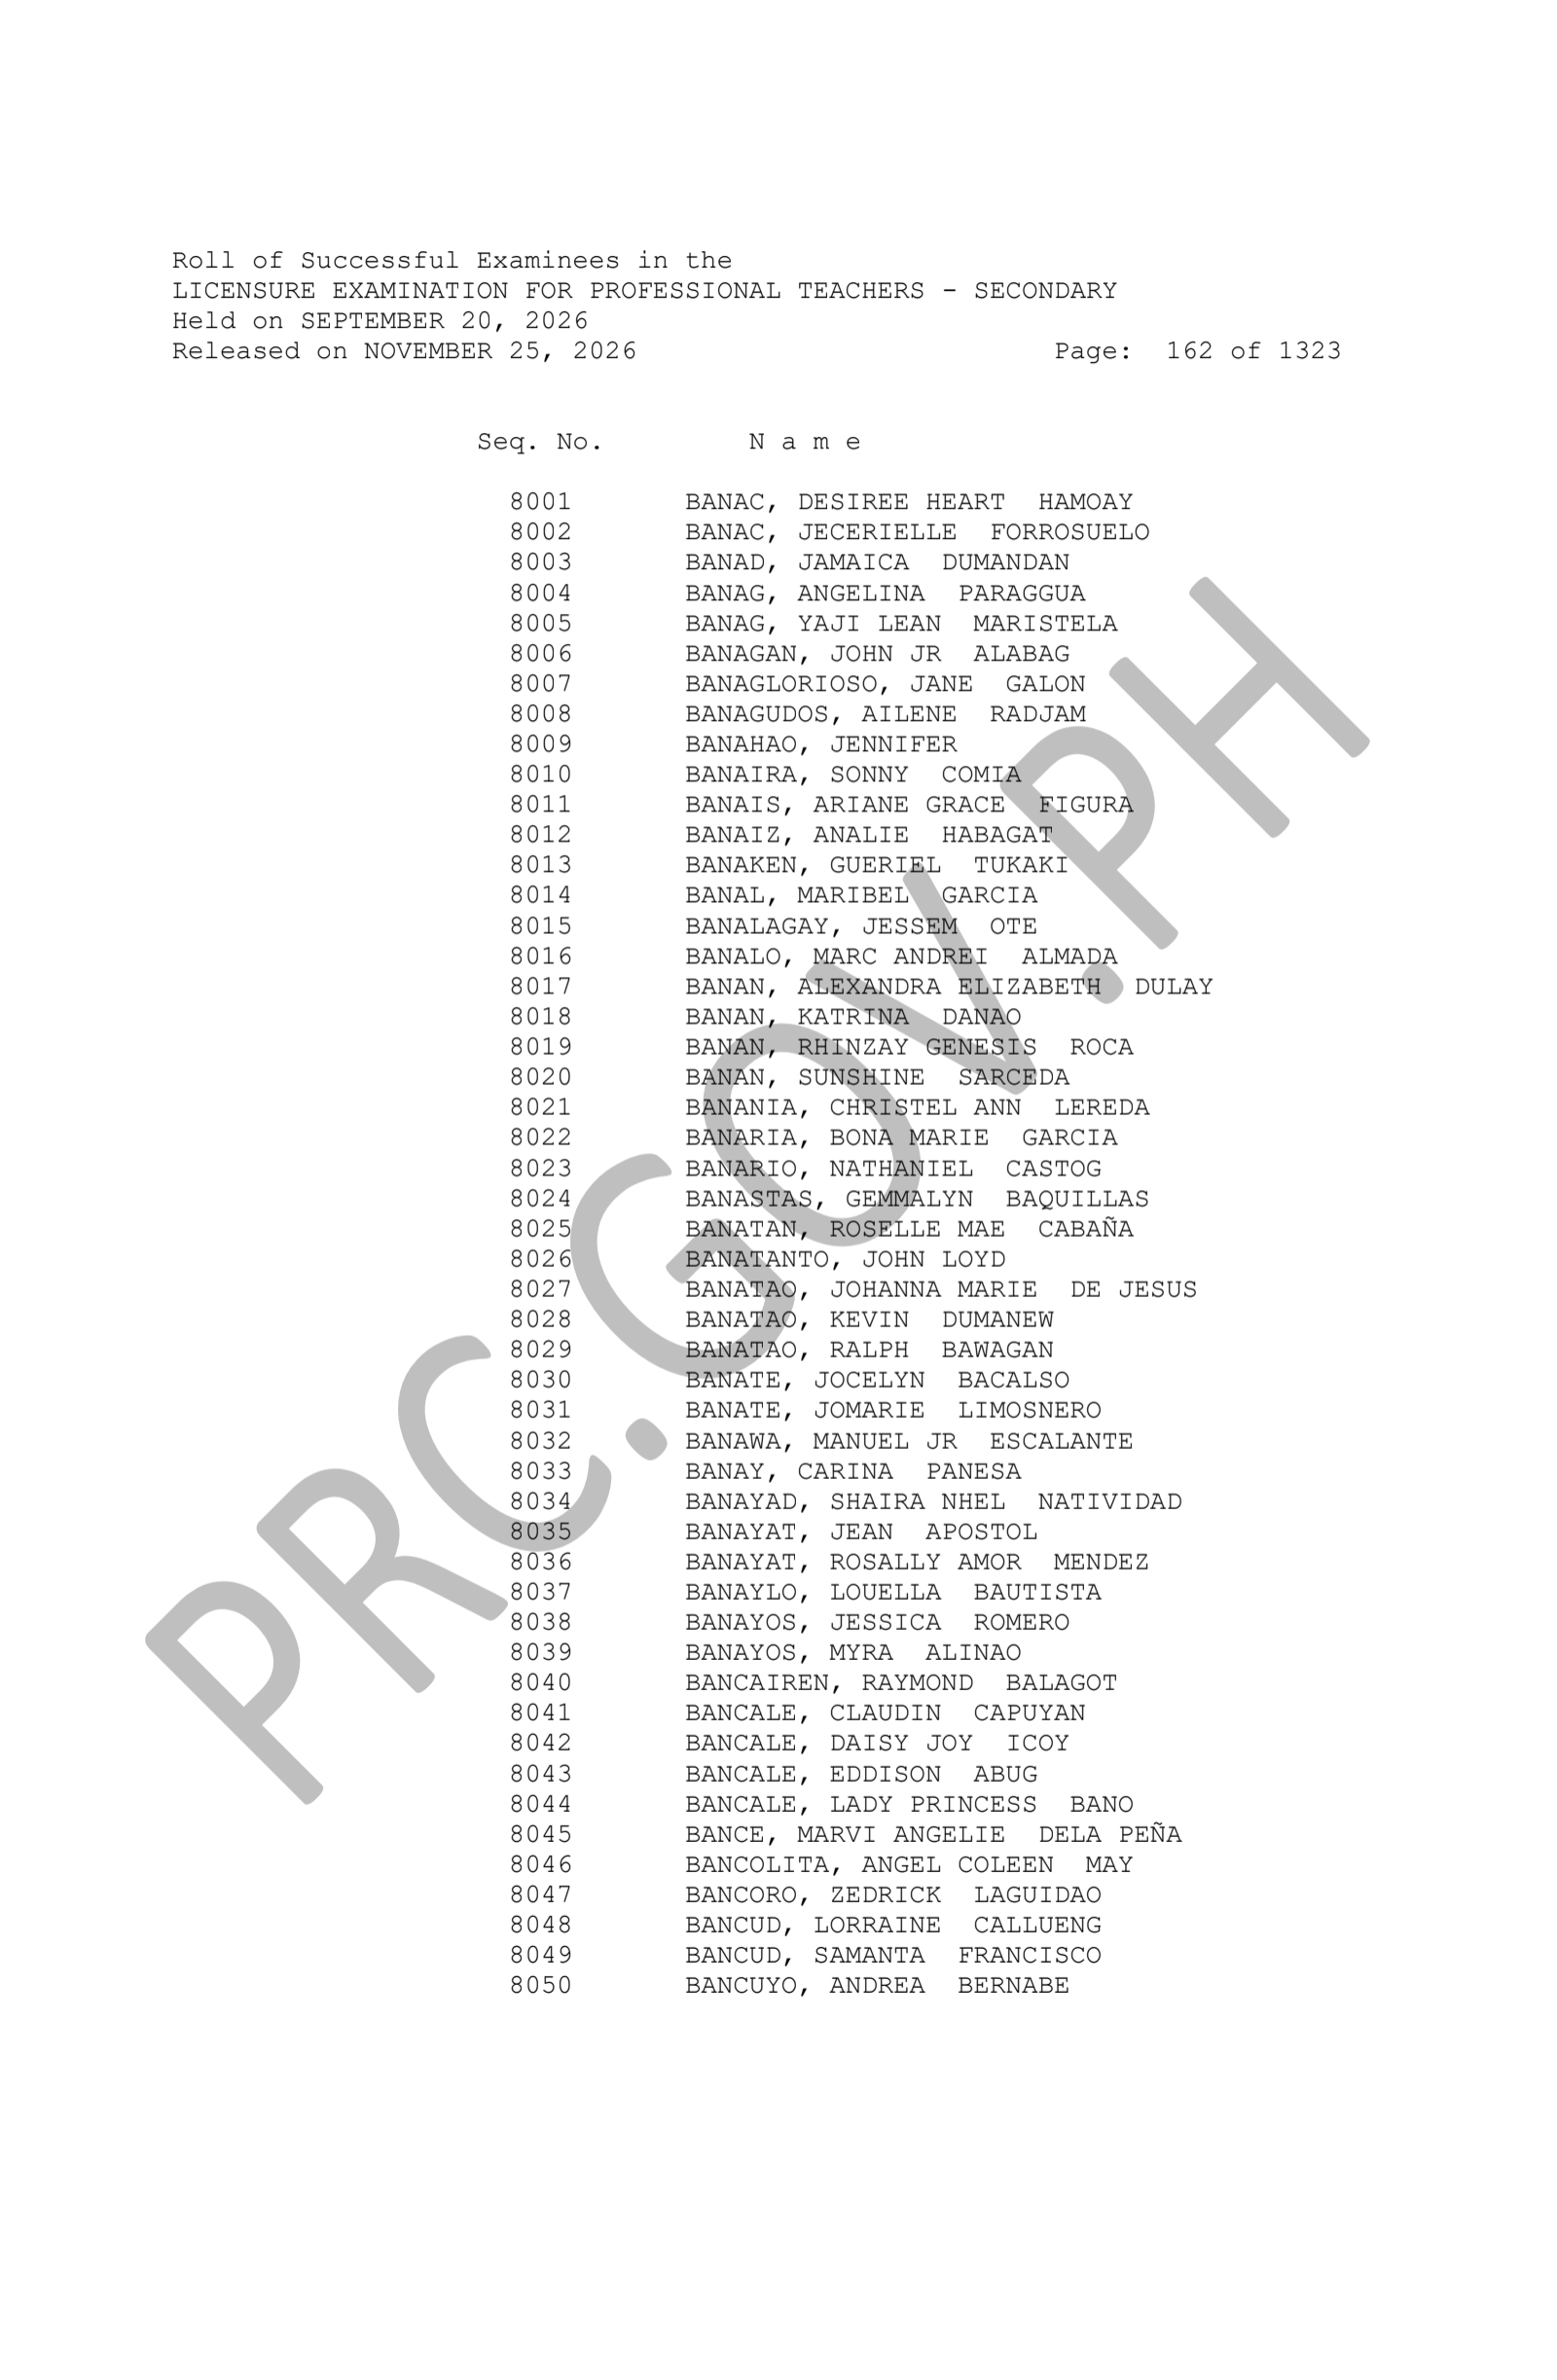 Roll of Successful Examinees in the
LICENSURE EXAMINATION FOR PROFESSIONAL TEACHERS - SECONDARY
Held on SEPTEMBER 20, 2026
Released on NOVEMBER 25, 2026 Page: 162 of 1323
Seq. No. N a m e
8001 BANAC, DESIREE HEART HAMOAY
8002 BANAC, JECERIELLE FORROSUELO
8003 BANAD, JAMAICA DUMANDAN
8004 BANAG, ANGELINA PARAGGUA
8005 BANAG, YAJI LEAN MARISTELA
8006 BANAGAN, JOHN JR ALABAG
8007 BANAGLORIOSO, JANE GALON
8008 BANAGUDOS, AILENE RADJAM
8009 BANAHAO, JENNIFER
8010 BANAIRA, SONNY COMIA
8011 BANAIS, ARIANE GRACE FIGURA
8012 BANAIZ, ANALIE HABAGAT
8013 BANAKEN, GUERIEL TUKAKI
8014 BANAL, MARIBEL GARCIA
8015 BANALAGAY, JESSEM OTE
8016 BANALO, MARC ANDREI ALMADA
8017 BANAN, ALEXANDRA ELIZABETH DULAY
8018 BANAN, KATRINA DANAO
8019 BANAN, RHINZAY GENESIS ROCA
8020 BANAN, SUNSHINE SARCEDA
8021 BANANIA, CHRISTEL ANN LEREDA
8022 BANARIA, BONA MARIE GARCIA
8023 BANARIO, NATHANIEL CASTOG
8024 BANASTAS, GEMMALYN BAQUILLAS
8025 BANATAN, ROSELLE MAE CABAÑA
8026 BANATANTO, JOHN LOYD
8027 BANATAO, JOHANNA MARIE DE JESUS
8028 BANATAO, KEVIN DUMANEW
8029 BANATAO, RALPH BAWAGAN
8030 BANATE, JOCELYN BACALSO
8031 BANATE, JOMARIE LIMOSNERO
8032 BANAWA, MANUEL JR ESCALANTE
8033 BANAY, CARINA PANESA
8034 BANAYAD, SHAIRA NHEL NATIVIDAD
8035 BANAYAT, JEAN APOSTOL
8036 BANAYAT, ROSALLY AMOR MENDEZ
8037 BANAYLO, LOUELLA BAUTISTA
8038 BANAYOS, JESSICA ROMERO
8039 BANAYOS, MYRA ALINAO
8040 BANCAIREN, RAYMOND BALAGOT
8041 BANCALE, CLAUDIN CAPUYAN
8042 BANCALE, DAISY JOY ICOY
8043 BANCALE, EDDISON ABUG
8044 BANCALE, LADY PRINCESS BANO
8045 BANCE, MARVI ANGELIE DELA PEÑA
8046 BANCOLITA, ANGEL COLEEN MAY
8047 BANCORO, ZEDRICK LAGUIDAO
8048 BANCUD, LORRAINE CALLUENG
8049 BANCUD, SAMANTA FRANCISCO
8050 BANCUYO, ANDREA BERNABE
PRC.GOV.PH